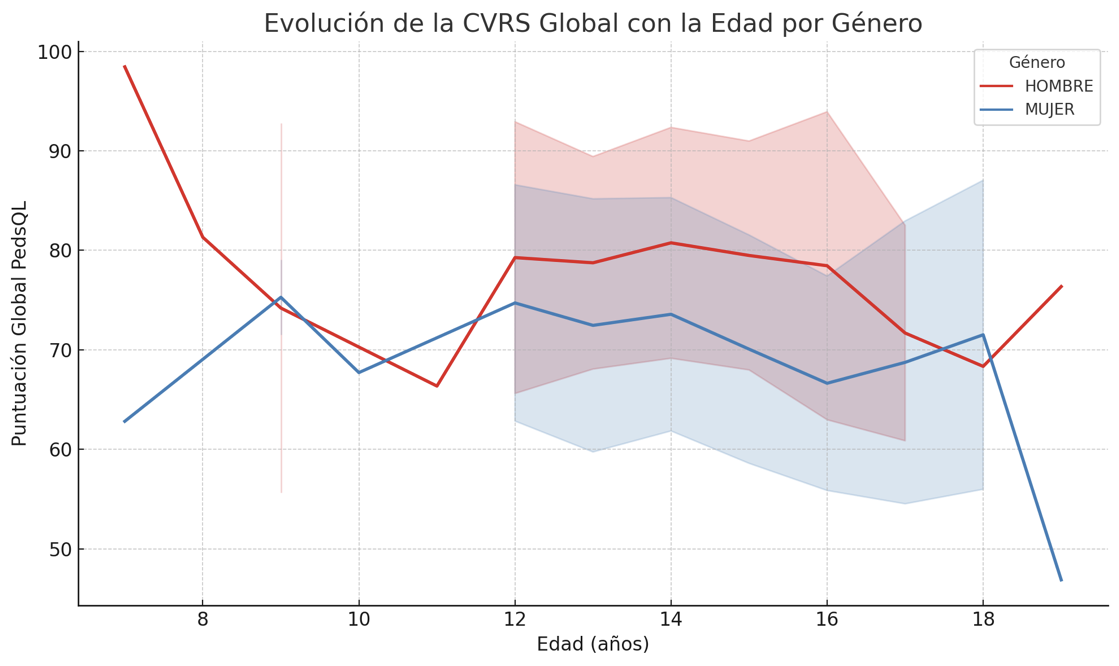 Evolución de la CVRS Global con la Edad por Género
Género
HOMBRE
MUJER
Puntuación Global PedsQL
100
90
80
70
60
50
8 10 12 14 16 18
Edad (años)